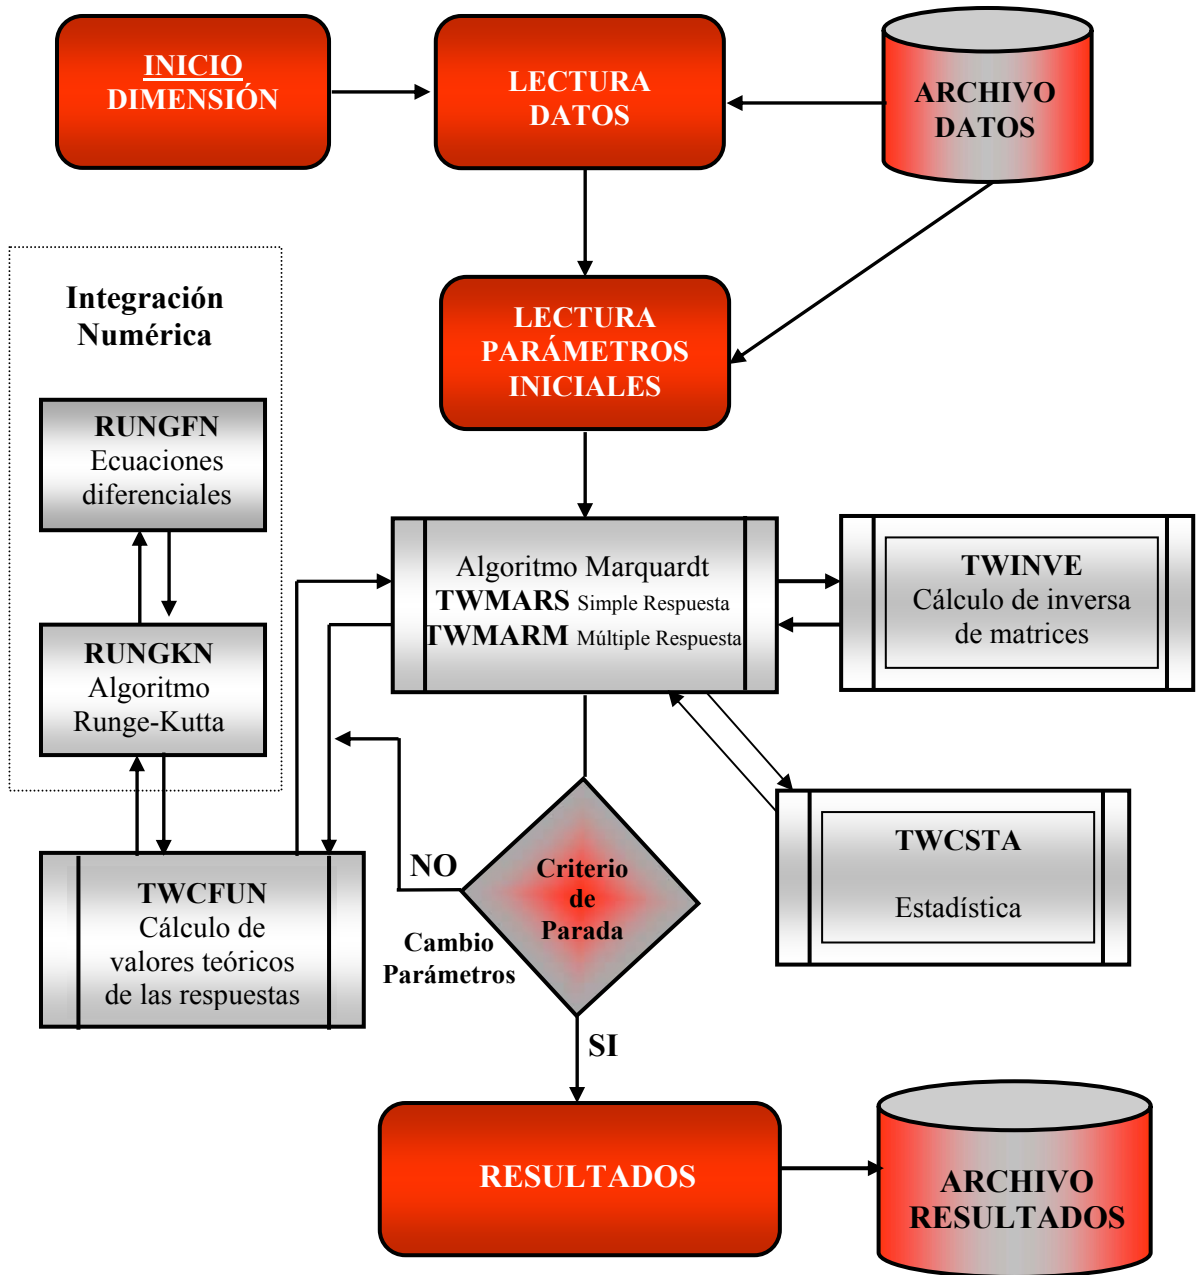 INICIO
DIMENSIÓN
LECTURA
DATOS
ARCHIVO
DATOS
Integración
Numérica
LECTURA
PARÁMETROS
INICIALES
RUNGFN
Ecuaciones
diferenciales
Algoritmo Marquardt
TWMARS Simple Respuesta
TWMARM Múltiple Respuesta
TWINVE
Cálculo de inversa
de matrices
RUNGKN
Algoritmo
Runge-Kutta
TWCSTA
Estadística
NO
Criterio
de
Parada
Cambio
Parámetros
TWCFUN
Cálculo de
valores teóricos
de las respuestas
SI
RESULTADOS
ARCHIVO
RESULTADOS